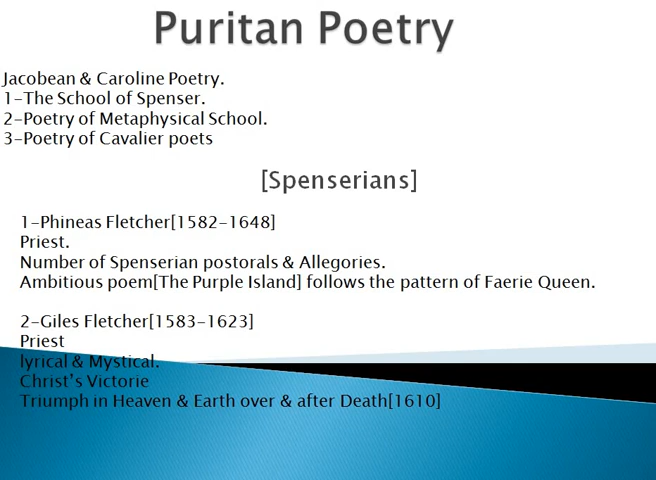 Puritan Poetry
Jacobean & Caroline Poetry.
1-The School of Spenser.
2-Poetry of Metaphysical School.
3-Poetry of Cavalier poets
[Spenserians]
1-Phineas Fletcher[1582-1648]
Priest.
Number of Spenserian postorals & Allegories.
Ambitious poem[The Purple Island] follows the pattern of Faerie Queen.
2-Giles Fletcher[1583-1623]
Priest
lyrical & Mystical.
Christ's Victorie
Triumph in Heaven & Earth over & after Death[1610]